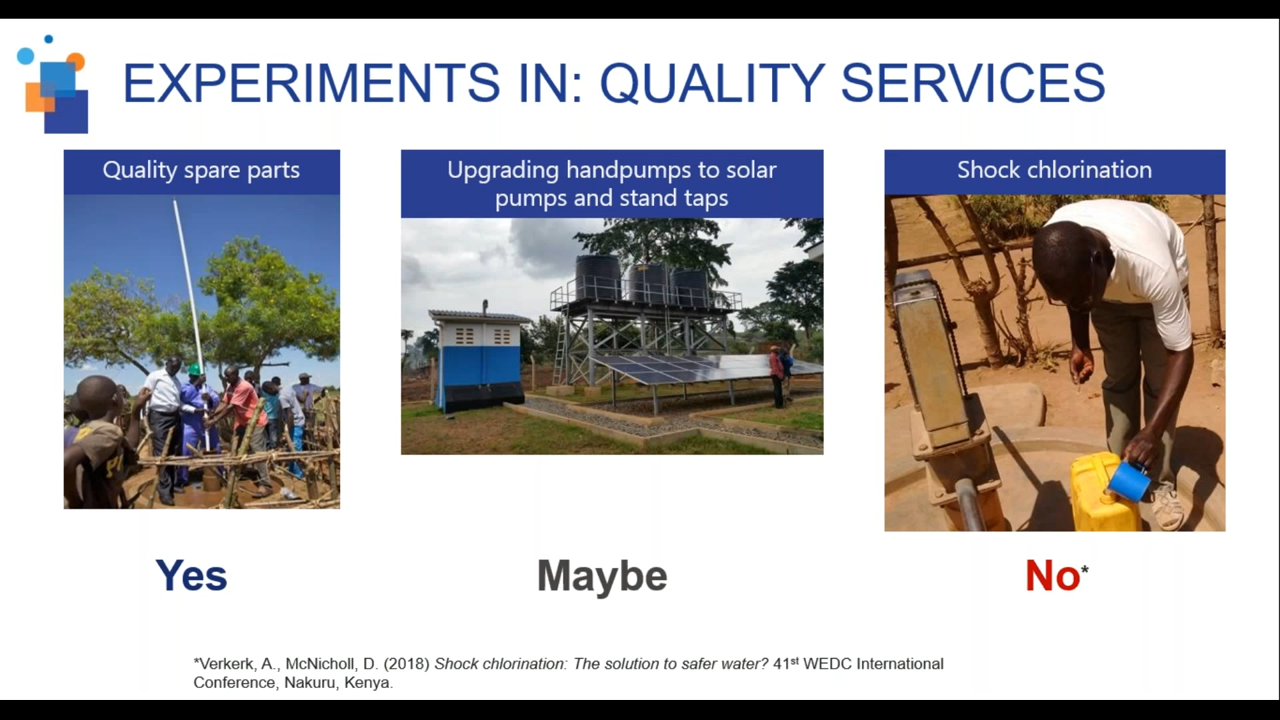 EXPERIMENTS IN: QUALITY SERVICES
Quality spare parts
Upgrading handpumps to solar
pumps and stand taps
Shock chlorination
Yes
Maybe
No*
*Verkerk, A., McNicholl, D. (2018) Shock chlorination: The solution to safer water? 41st WEDC International
Conference, Nakuru, Kenya.